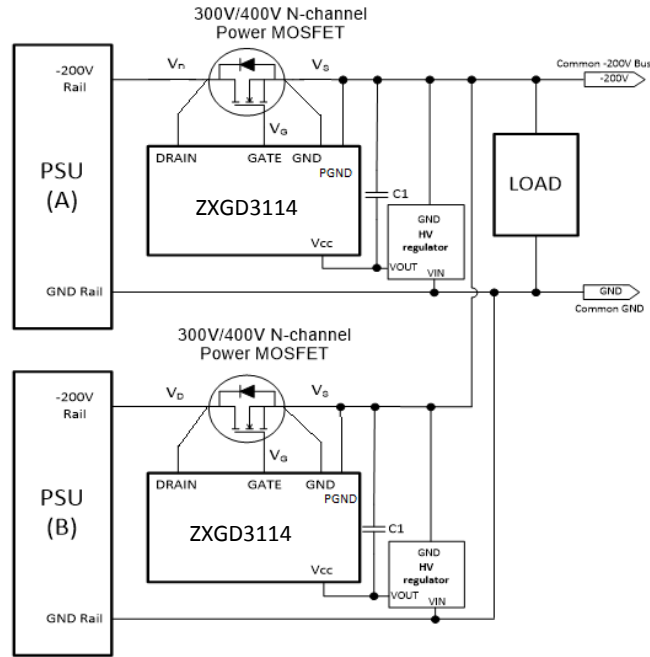 300V/400V N-channel
Power MOSFET
-200V
Rail
VD
VS
Common -200V Bus
-200V
VG
DRAIN
GATE
GND
PGND
PSU
(A)
ZXGD3114
C1
LOAD
GND
HV
regulator
Vcc
VOUT
VIN
GND Rail
GND
Common GND
300V/400V N-channel
Power MOSFET
-200V
Rail
VD
VS
VG
DRAIN
GATE
GND
PGND
PSU
(B)
ZXGD3114
C1
GND
HV
regulator
Vcc
VOUT
VIN
GND Rail